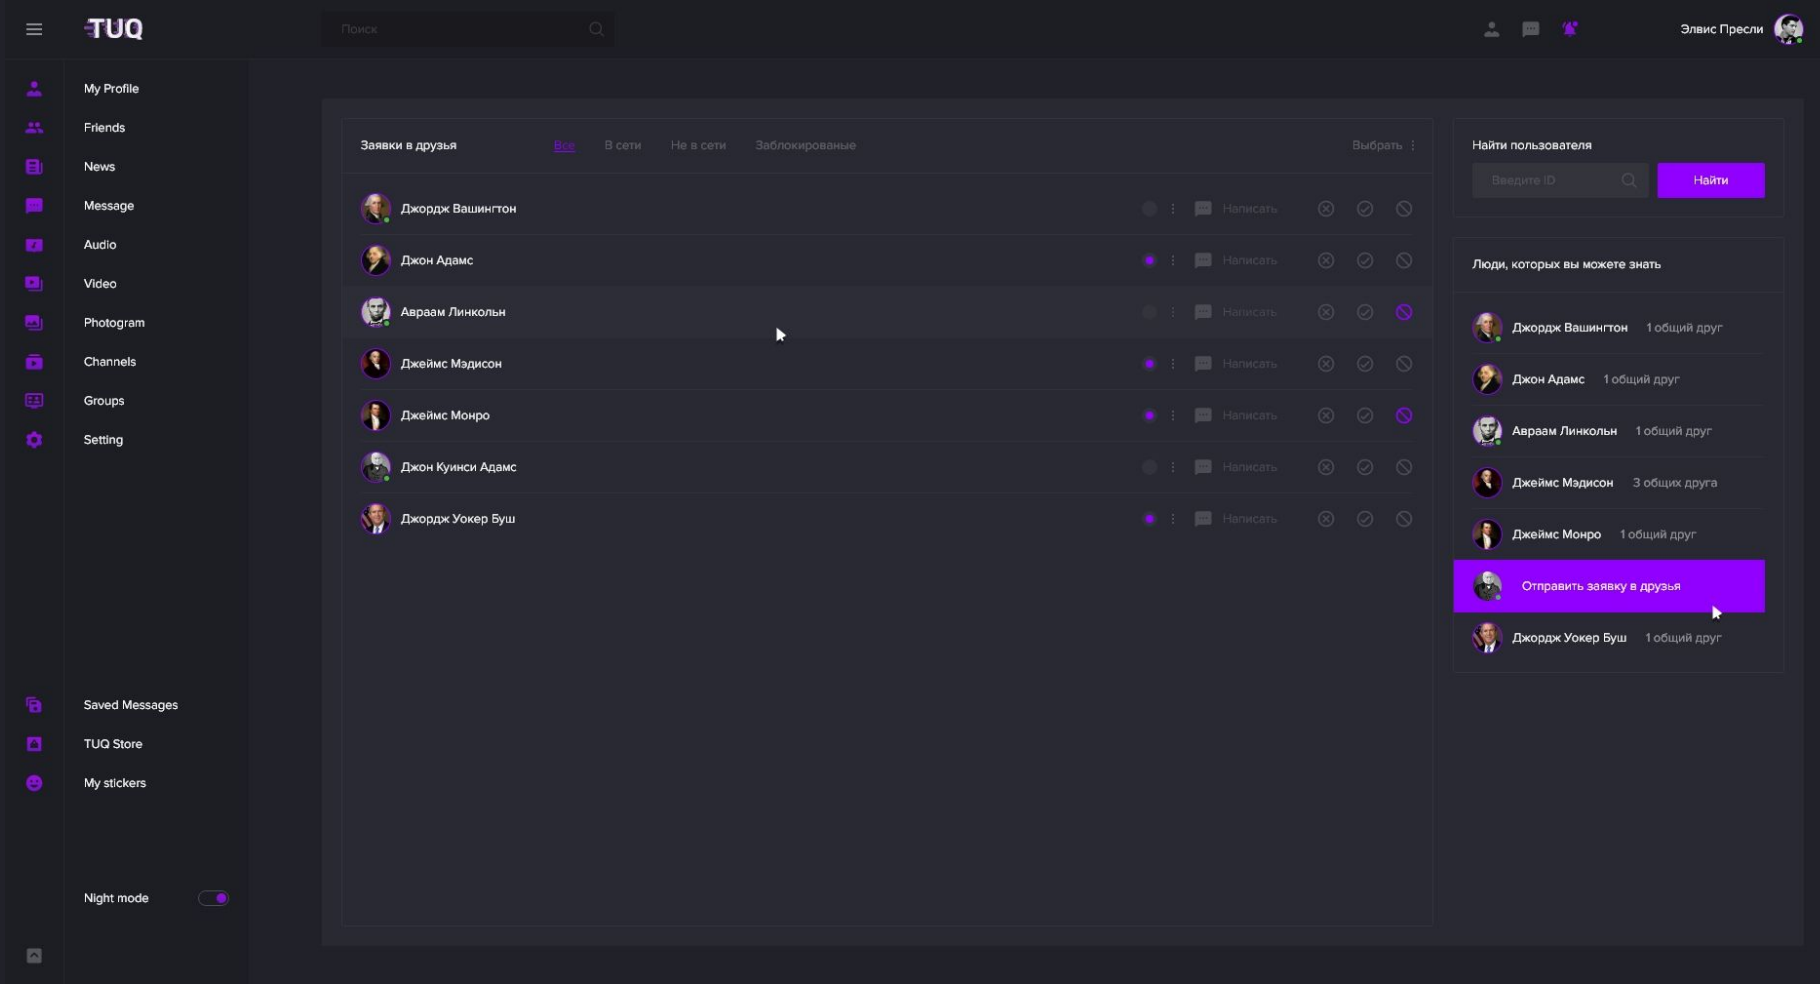 TUQ
Поиск
Элвис Пресли
My Profile
Friends
News
Message
Audio
Video
Photogram
Channels
Groups
Setting
Saved Messages
TUQ Store
My stickers
Night mode
Заявки в друзья Все В сети Не в сети Заблокированые Выбрать
Джордж Вашингтон Написать
Джон Адамс Написать
Авраам Линкольн Написать
Джеймс Мэдисон Написать
Джеймс Монро Написать
Джон Куинси Адамс Написать
Джордж Уокер Буш Написать
Найти пользователя
Введите ID Найти
Люди, которых вы можете знать
Джордж Вашингтон 1 общий друг
Джон Адамс 1 общий друг
Авраам Линкольн 1 общий друг
Джеймс Мэдисон 3 общих друга
Джеймс Монро 1 общий друг
Отправить заявку в друзья
Джордж Уокер Буш 1 общий друг